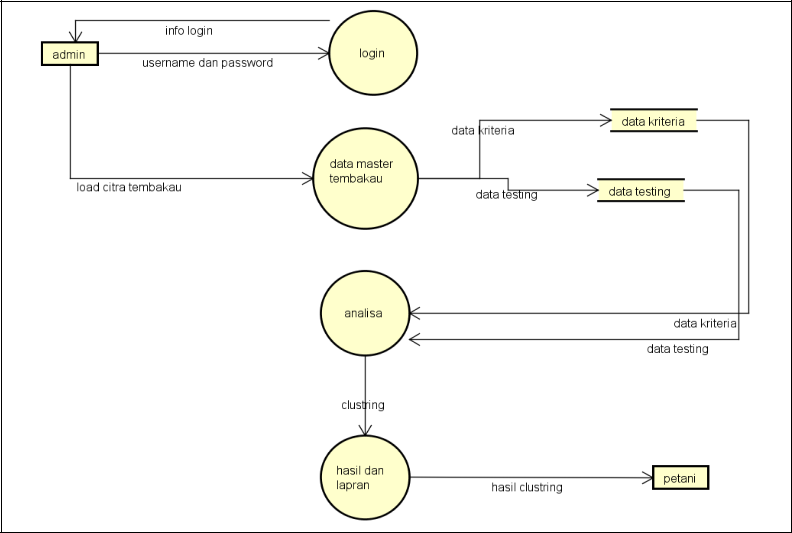 info login
admin
username dan password
login
data kriteria
data kriteria
data master
tembakau
load citra tembakau
data testing
data testing
analisa
data kriteria
data testing
clustring
hasil dan
lapran
hasil clustring
petani